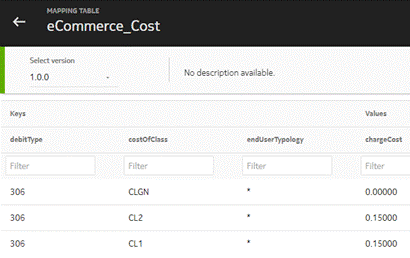 MAPPING TABLE
eCommerce_Cost
Select version
1.0.0
No description available.
Keys Values
debitType costOfClass endUserTypology chargeCost
Filter Filter Filter Filter
306 CLGN * 0.00000
306 CL2 * 0.15000
306 CL1 * 0.15000